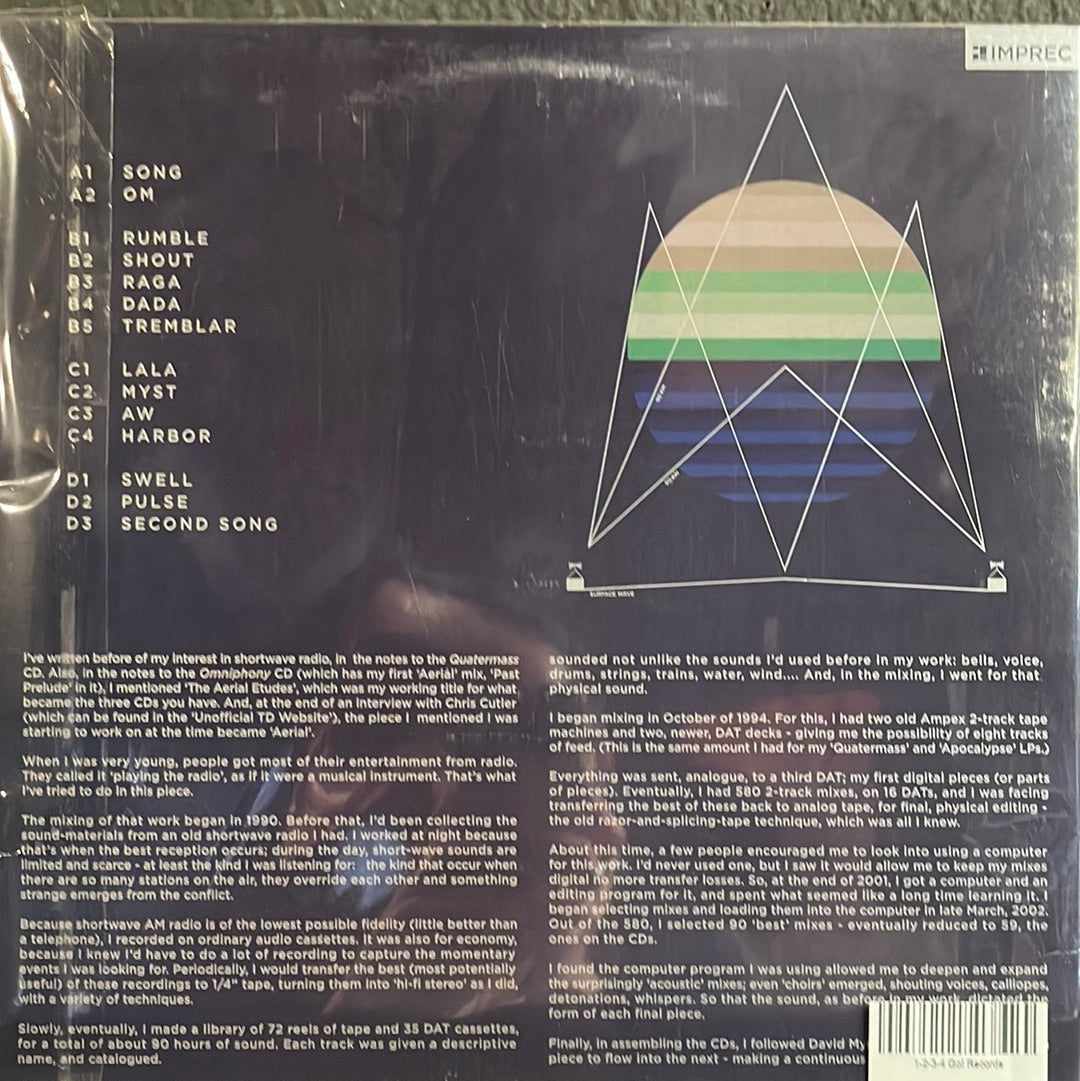 IMPREC
A1 SONG
A2 OM
B1 RUMBLE
B2 SHOUT
B3 RAGA
B4 DADA
B5 TREMBLAR
C1 LALA
C2 MYST
C3 AW
C4 HARBOR
D1 SWELL
D2 PULSE
D3 SECOND SONG
SURFACE WAVE
I've written before of my interest in shortwave radio, in the notes to the Quatermass
CD. Also, in the notes to the Omniphony CD (which has my first 'Aerial' mix, 'Past
Prelude' in it), I mentioned 'The Aerial Etudes', which was my working title for what
became the three CDs you have. And, at the end of an interview with Chris Cutler
(which can be found in the 'Unofficial TD Website'), the piece I mentioned I was
starting to work on at the time became 'Aerial'.
When I was very young, people got most of their entertainment from radio.
They called it 'playing the radio', as if it were a musical instrument. That's what
I've tried to do in this piece.
The mixing of that work began in 1990. Before that, I'd been collecting the
sound-materials from an old shortwave radio I had. I worked at night because
that's when the best reception occurs; during the day, short-wave sounds are
limited and scarce - at least the kind I was listening for: the kind that occur when
there are so many stations on the air, they override each other and something
strange emerges from the conflict.
Because shortwave AM radio is of the lowest possible fidelity (little better than
a telephone), I recorded on ordinary audio cassettes. It was also for economy,
because I knew I'd have to do a lot of recording to capture the momentary
events I was looking for. Periodically, I would transfer the best (most potentially
useful) of these recordings to 1/4" tape, turning them into 'hi-fi stereo' as I did,
with a variety of techniques.
Slowly, eventually, I made a library of 72 reels of tape and 35 DAT cassettes,
for a total of about 90 hours of sound. Each track was given a descriptive
name, and catalogued.
sounded not unlike the sounds I'd used before in my work: bells, voice,
drums, strings, trains, water, wind.... And, in the mixing, I went for that
physical sound.
I began mixing in October of 1994. For this, I had two old Ampex 2-track tape
machines and two, newer, DAT decks - giving me the possibility of eight tracks
of feed. (This is the same amount I had for my 'Quatermass' and 'Apocalypse' LPs.)
Everything was sent, analogue, to a third DAT; my first digital pieces (or parts
of pieces). Eventually, I had 580 2-track mixes, on 16 DATs, and I was facing
transferring the best of these back to analog tape, for final, physical editing -
the old razor-and-splicing-tape technique, which was all I knew.
About this time, a few people encouraged me to look into using a computer
for this work. I'd never used one, but I saw it would allow me to keep my mixes
digital no more transfer losses. So, at the end of 2001, I got a computer and an
editing program for it, and spent what seemed like a long time learning it. I
began selecting mixes and loading them into the computer in late March, 2002.
Out of the 580, I selected 90 'best' mixes - eventually reduced to 59, the
ones on the CDs.
I found the computer program I was using allowed me to deepen and expand
the surprisingly 'acoustic' mixes; even 'choirs' emerged, shouting voices, calliopes,
detonations, whispers. So that the sound, as before in my work, dictated the
form of each final piece.
Finally, in assembling the CDs, I followed David My
piece to flow into the next - making a continuous
1-2-3-4 Go! Records